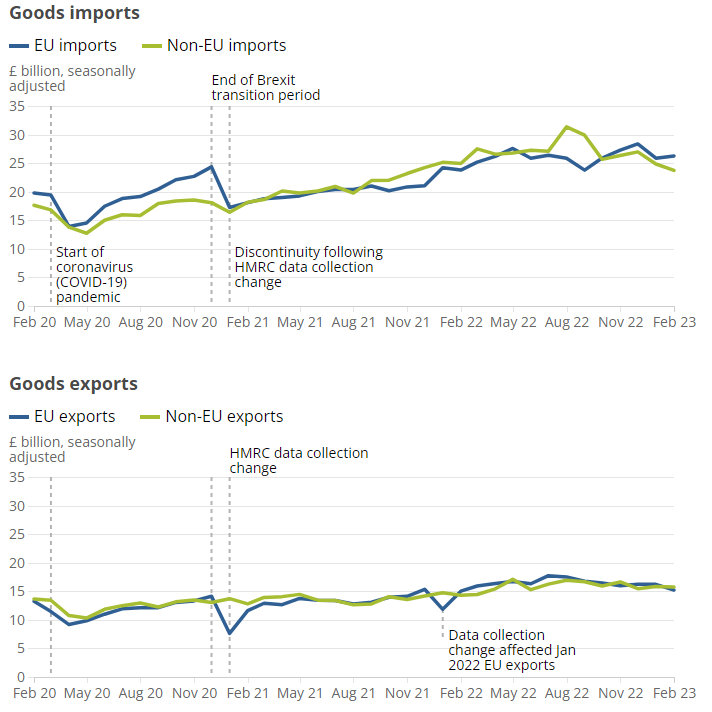 Goods imports
EU imports
Non-EU imports
£ billion, seasonally
adjusted
End of Brexit
transition period
35
30
25
20
15
10
5
0
Start of
coronavirus
(COVID-19)
pandemic
Discontinuity following
HMRC data collection
change
Feb 20 May 20 Aug 20 Nov 20 Feb 21 May 21 Aug 21 Nov 21 Feb 22 May 22 Aug 22 Nov 22 Feb 23
Goods exports
EU exports
Non-EU exports
£ billion, seasonally
adjusted
HMRC data collection
change
35
30
25
20
15
10
5
0
Data collection
change affected Jan
2022 EU exports
Feb 20 May 20 Aug 20 Nov 20 Feb 21 May 21 Aug 21 Nov 21 Feb 22 May 22 Aug 22 Nov 22 Feb 23